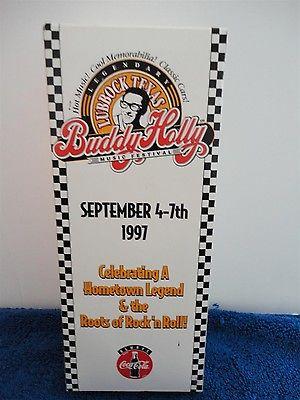 Hot Music! Cool Memorabilia! Classic Cars!
LEGENDARY
LUBBOCK TEXAS
Buddy Holly
MUSIC FESTIVAL
SEPTEMBER 4-7th
1997
Celebrating A
Hometown Legend
& the
Roots of Rock'n Roll!
ALWAYS
Coca-Cola